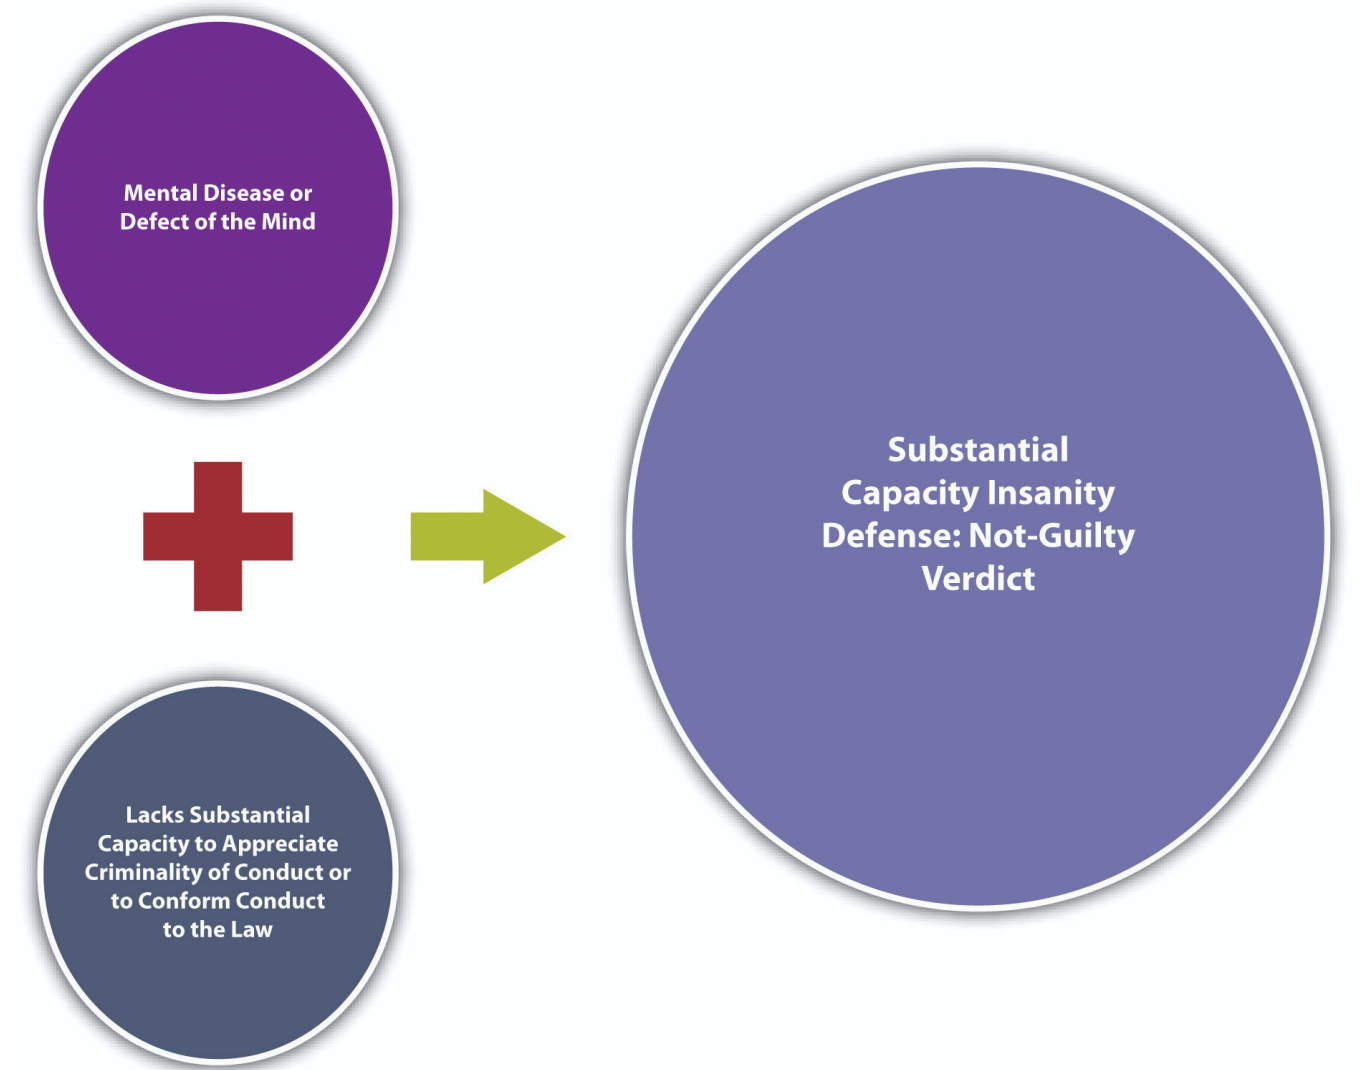 Mental Disease or
Defect of the Mind
Substantial
Capacity Insanity
Defense: Not-Guilty
Verdict
Lacks Substantial
Capacity to Appreciate
Criminality of Conduct or
to Conform Conduct
to the Law